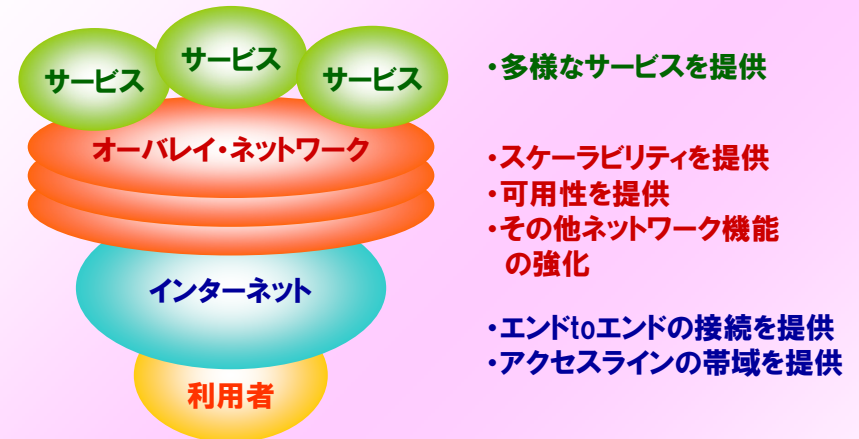 サービス
サービス
サービス
オーバレイ・ネットワーク
インターネット
利用者
・多様なサービスを提供
・スケーラビリティを提供
・可用性を提供
・その他ネットワーク機能
の強化
・エンドtoエンドの接続を提供
・アクセスラインの帯域を提供